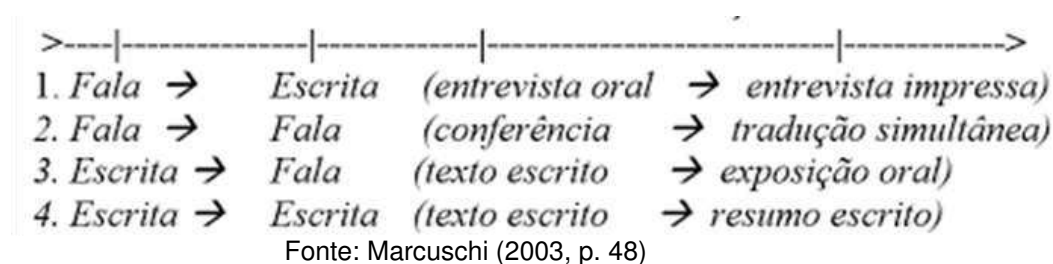 >----|----------------|--------------|------------------------------|-------------->
1. Fala → Escrita (entrevista oral → entrevista impressa)
2. Fala → Fala (conferência → tradução simultânea)
3. Escrita → Fala (texto escrito → exposição oral)
4. Escrita → Escrita (texto escrito → resumo escrito)
Fonte: Marcuschi (2003, p. 48)